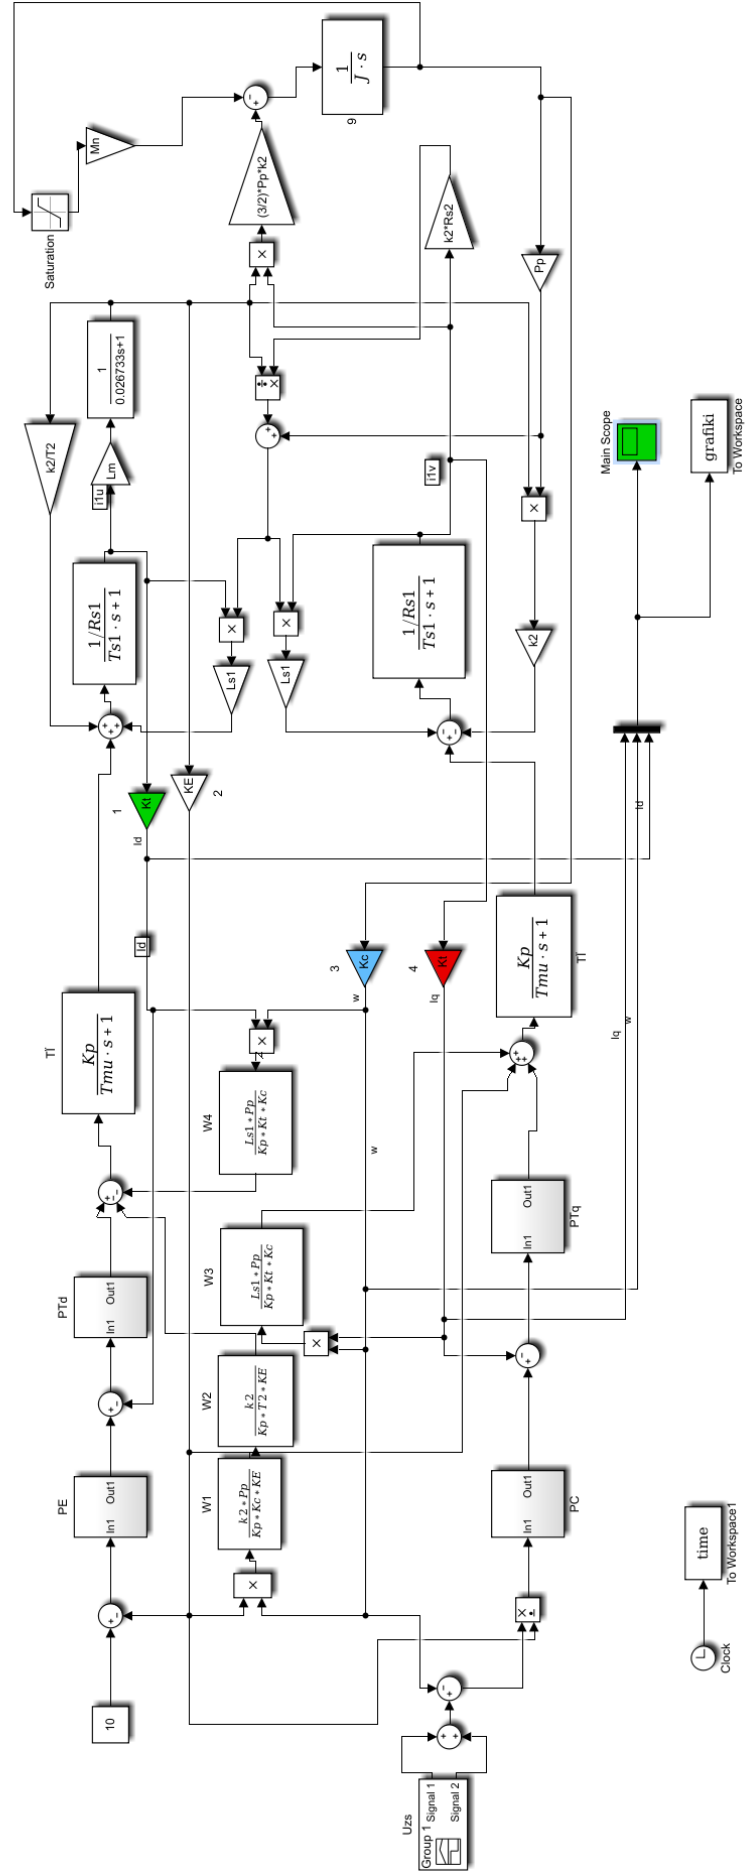 Uzs
Group 1
Signal 1
Signal 2
10
PE
In1
Out1
PTd
In1
Out1
TΓ
Kp
Tmu · s + 1
1
Kt
Id
Id
2
KE
k2/T2
1/Rs1
Ts1 · s + 1
i1u
Lm
1
0.026733s+1
Saturation
Mn
1
J · s
9
(3/2)*Pp*k2
×
k2*Rs2
Pp
÷
×
Ls1
×
Ls1
×
i1v
1/Rs1
Ts1 · s + 1
k2
×
W1
k2 * Pp
Kp * Kc * KE
×
W2
k2
Kp * T2 * KE
W3
Ls1 * Pp
Kp * Kt * Kc
×
W4
Ls1 * Pp
Kp * Kt * Kc
×
3
Kc
w
w
4
Kt
Iq
PC
In1
Out1
×
÷
PTq
In1
Out1
Kp
Tmu · s + 1
Iq
w
Id
Main Scope
grafiki
To Workspace
Clock
time
To Workspace1